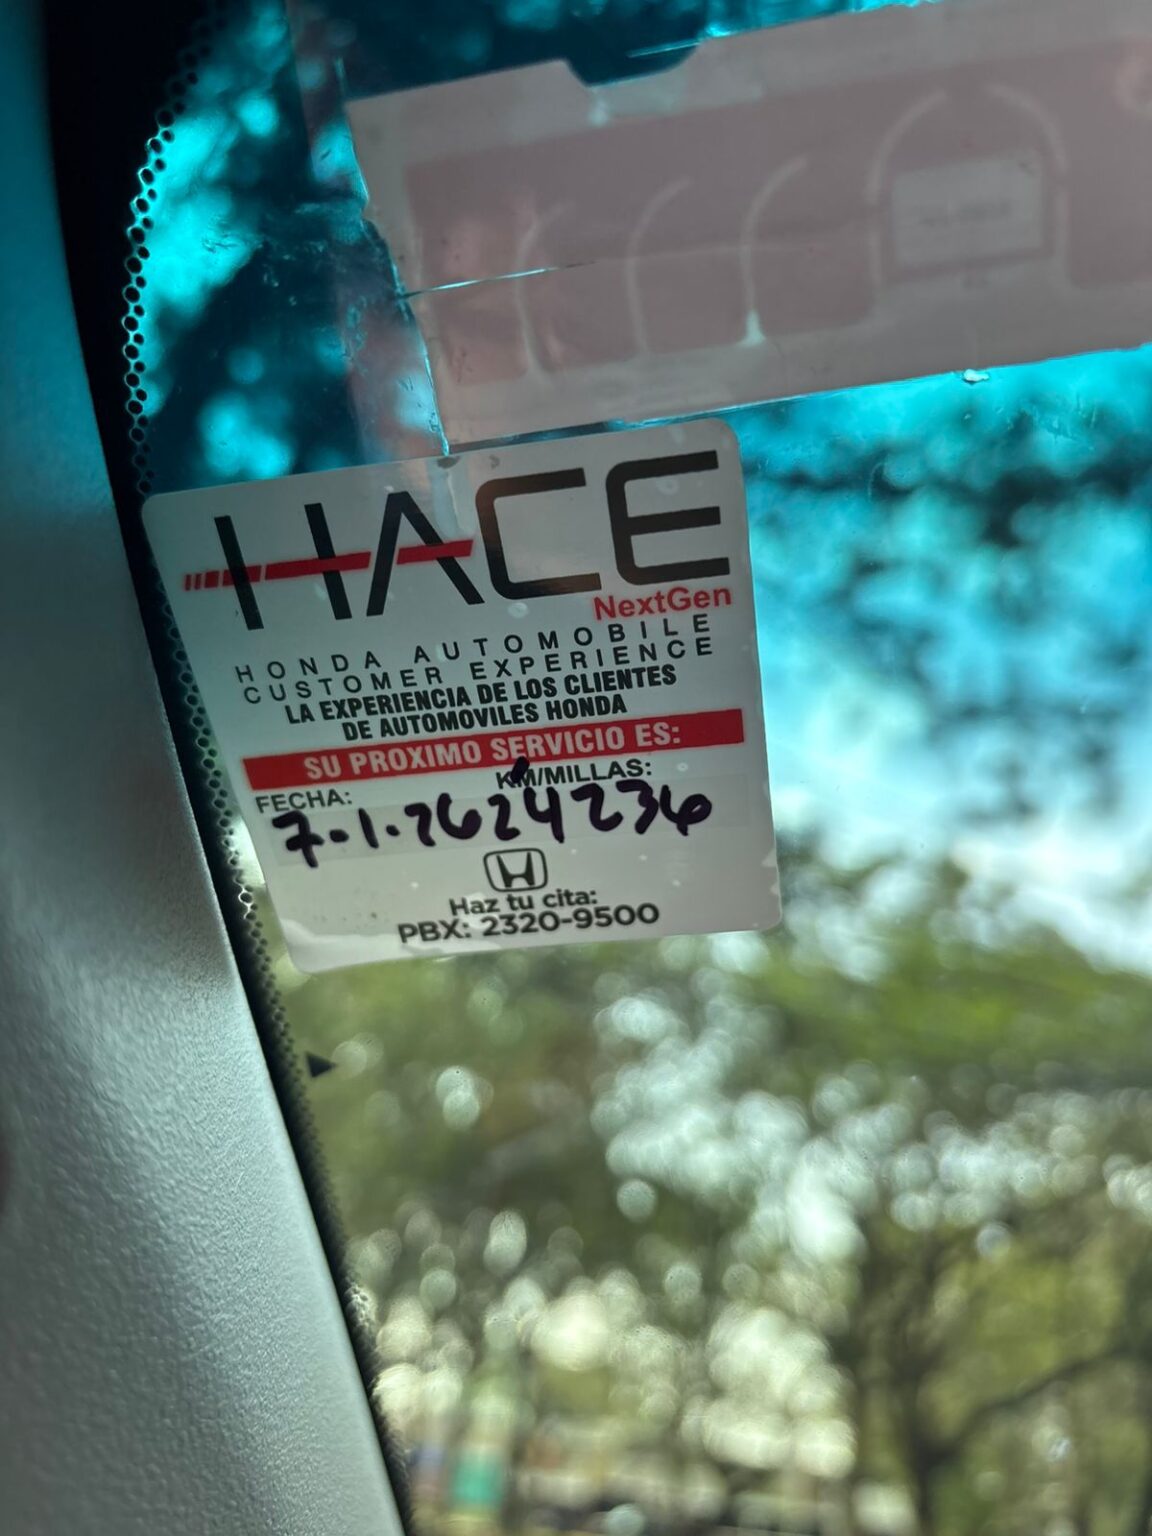 HACE
NextGen
HONDA AUTOMOBILE
CUSTOMER EXPERIENCE
LA EXPERIENCIA DE LOS CLIENTES
DE AUTOMOVILES HONDA
SU PROXIMO SERVICIO ES:
FECHA: KM/MILLAS:
7-1-26 24236
Haz tu cita:
PBX: 2320-9500